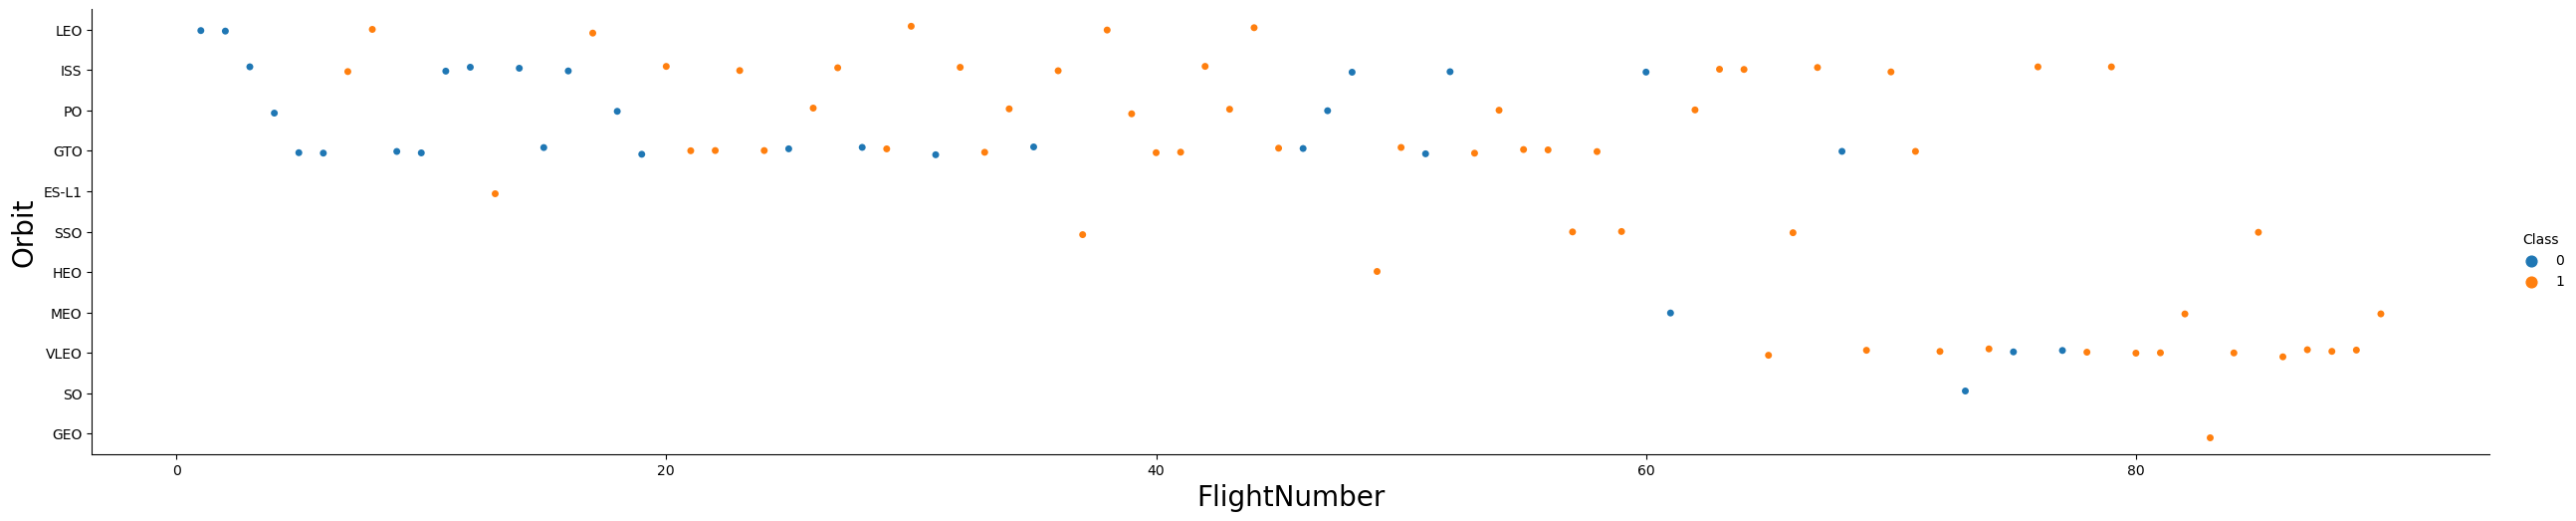 Orbit
LEO
ISS
PO
GTO
ES-L1
SSO
HEO
MEO
VLEO
SO
GEO
0 20 40 60 80
FlightNumber
Class
0
1